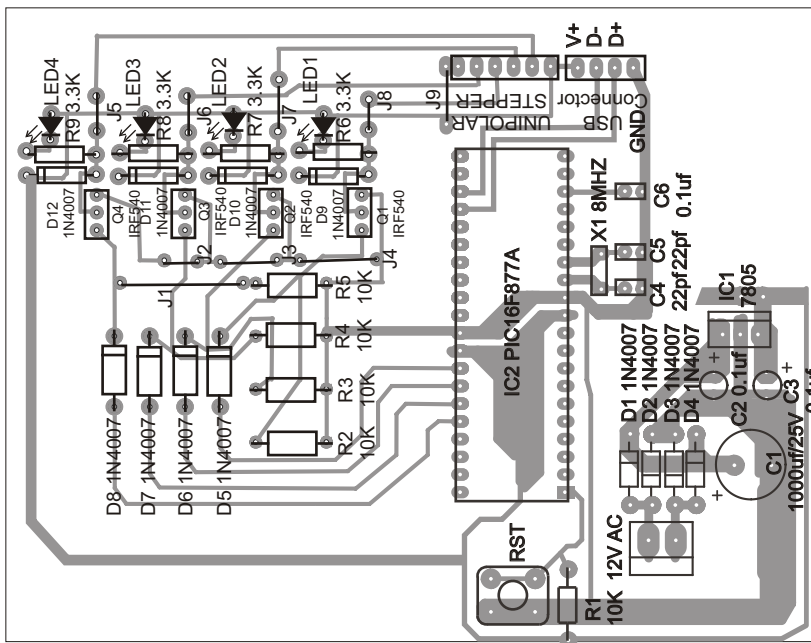 LED4
R9 3.3K
J5
LED3
R8 3.3K
J6
LED2
R7 3.3K
J7
LED1
R6 3.3K
J8
J9
UNIPOLAR
STEPPER
USB
Connector
V+
D-
D+
GND
D12
1N4007
Q4
IRF540
D11
1N4007
Q3
IRF540
D10
1N4007
Q2
IRF540
D9
1N4007
Q1
IRF540
J2
J3
J4
J1
R5
10K
R4
10K
R3
10K
R2
10K
D8 1N4007
D7 1N4007
D6 1N4007
D5 1N4007
IC2 PIC16F877A
X1 8MHZ
C6
0.1uf
C5
22pf
C4
22pf
IC1
7805
D1 1N4007
D2 1N4007
D3 1N4007
D4 1N4007
+
C2 0.1uf
+
C3
0.1uf
+
C1
1000uf/25V
12V AC
RST
R1
10K